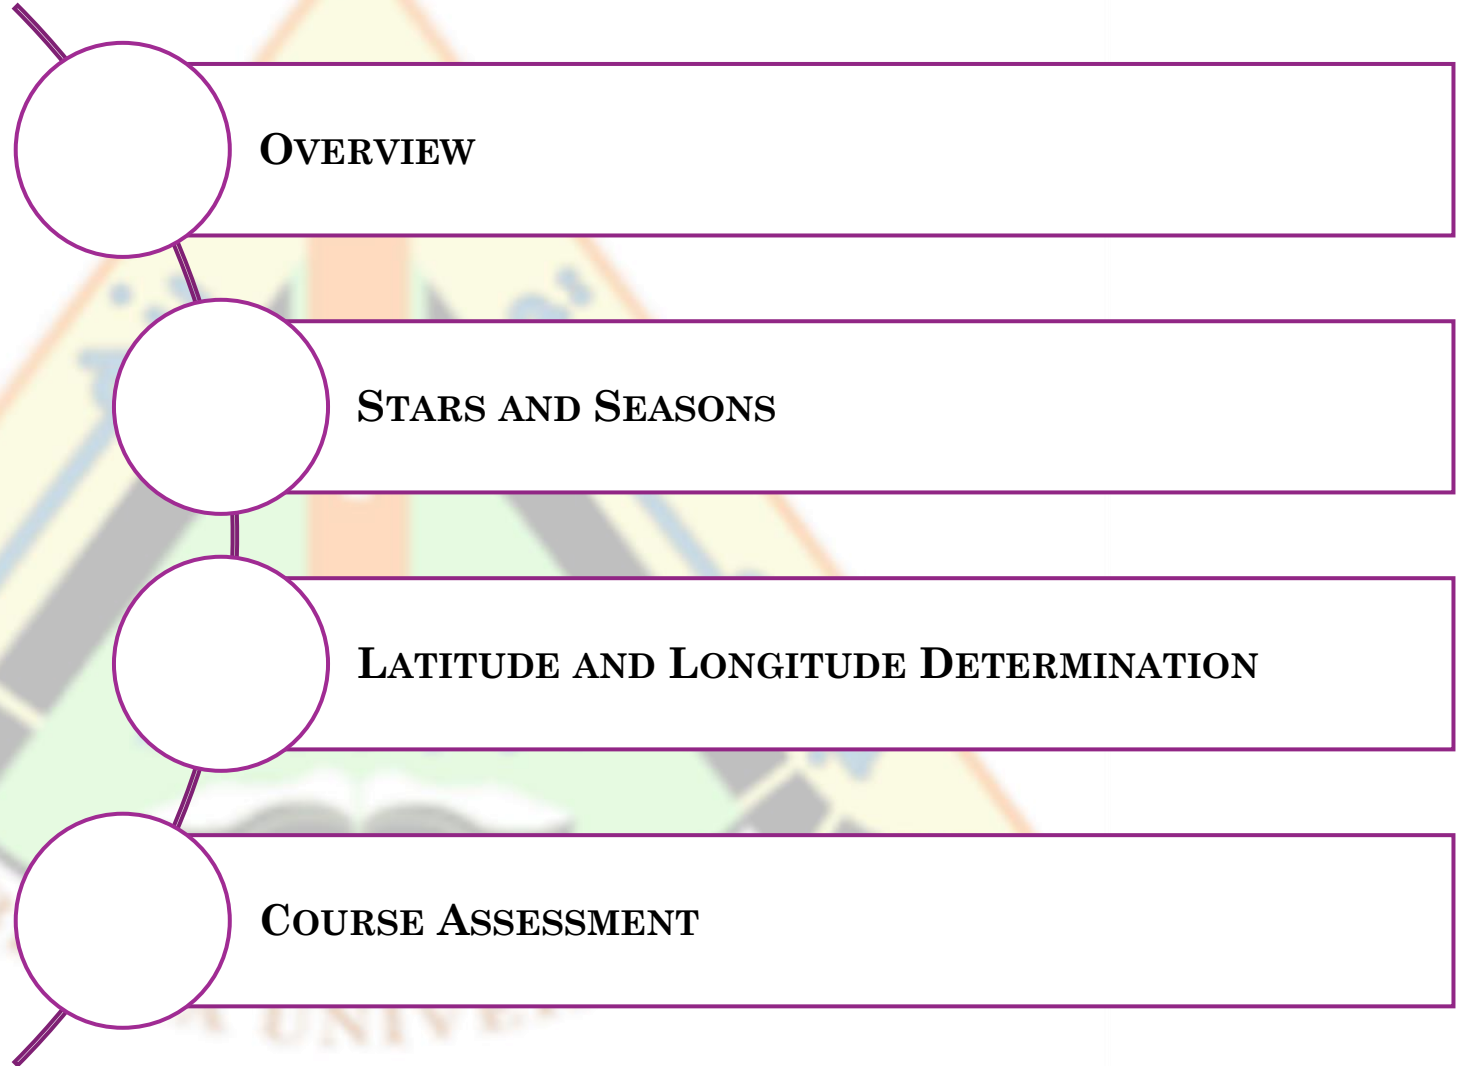 OVERVIEW
STARS AND SEASONS
LATITUDE AND LONGITUDE DETERMINATION
COURSE ASSESSMENT